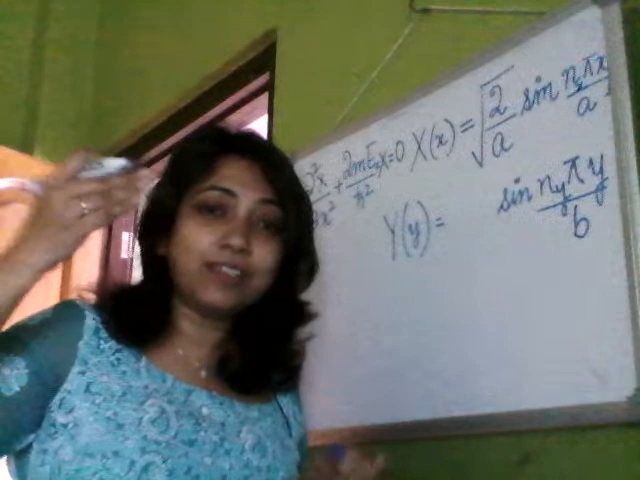 ∂²X/∂x² + 2mEₓ/ħ² X = 0 X(x) = √(2/a) sin nₓπx/a
Y(y) = sin n_yπy/b